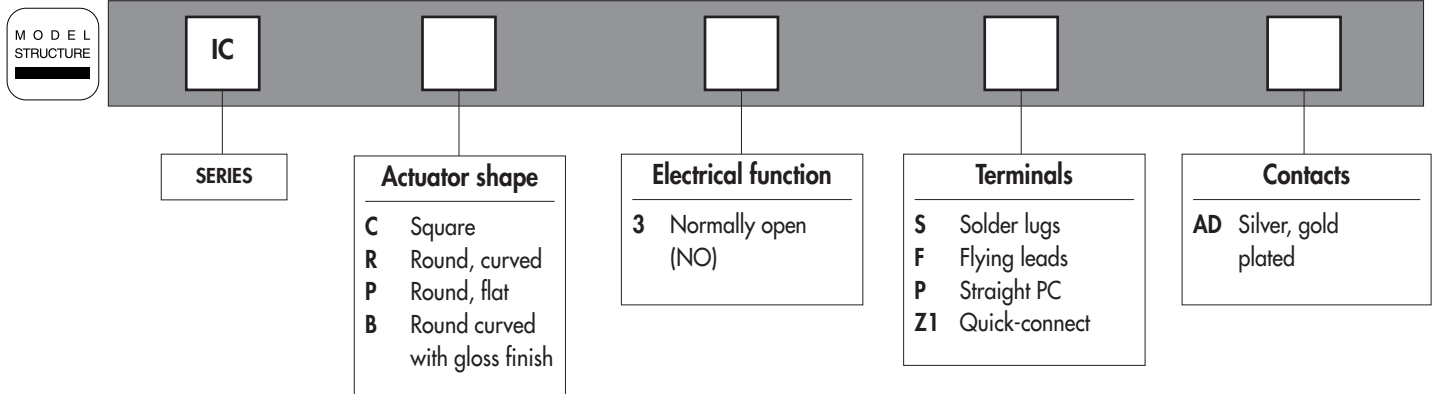 MODEL
STRUCTURE
IC
SERIES
Actuator shape
C Square
R Round, curved
P Round, flat
B Round curved
with gloss finish
Electrical function
3 Normally open
(NO)
Terminals
S Solder lugs
F Flying leads
P Straight PC
Z1 Quick-connect
Contacts
AD Silver, gold
plated